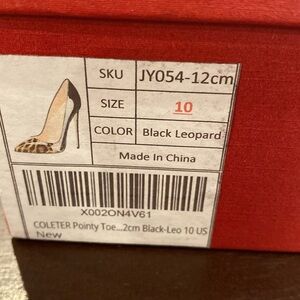 SKU JY054-12cm
SIZE 10
COLOR Black Leopard
Made In China
X002ON4V61
COLETER Pointy Toe...2cm Black-Leo 10 US
New